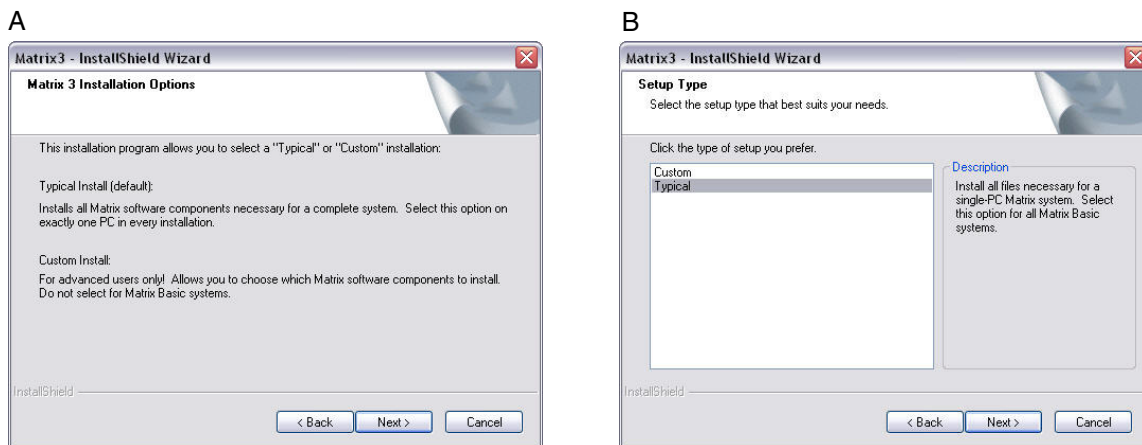 A
Matrix3 - InstallShield Wizard
Matrix 3 Installation Options
This installation program allows you to select a "Typical" or "Custom" installation:
Typical Install (default):
Installs all Matrix software components necessary for a complete system. Select this option on
exactly one PC in every installation.
Custom Install:
For advanced users only! Allows you to choose which Matrix software components to install.
Do not select for Matrix Basic systems.
InstallShield
< Back
Next >
Cancel
B
Matrix3 - InstallShield Wizard
Setup Type
Select the setup type that best suits your needs.
Click the type of setup you prefer.
Custom
Typical
Description
Install all files necessary for a
single-PC Matrix system. Select
this option for all Matrix Basic
systems.
InstallShield
< Back
Next >
Cancel